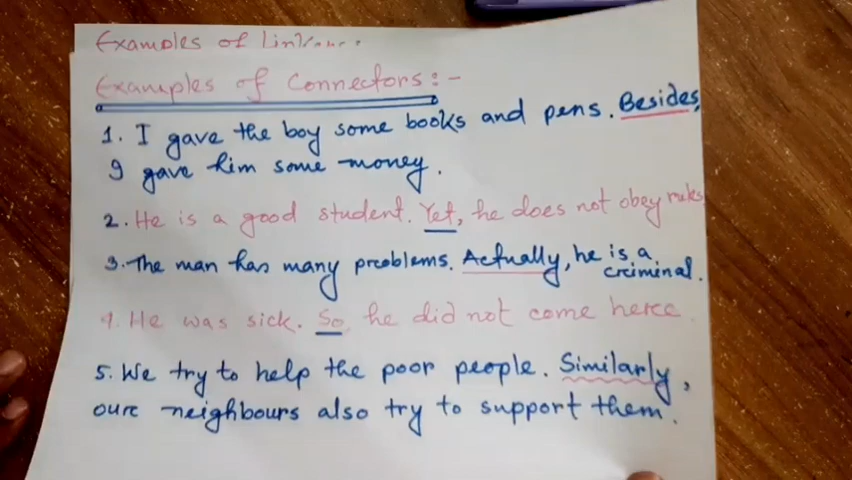 Examples of
Examples of Connectors:-
1. I gave the boy some books and pens. Besides,
I gave him some money.
2. He is a good student. Yet, he does not obey rules
3. The man has many problems. Actually, he is a
criminal.
4. He was sick. So, he did not come here.
5. We try to help the poor people. Similarly,
our neighbours also try to support them.